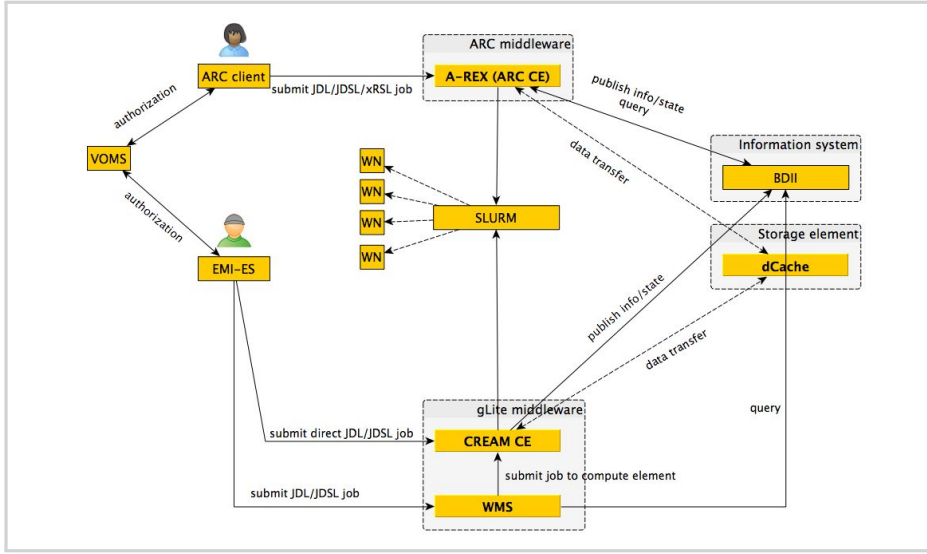 ARC middleware
ARC client
A-REX (ARC CE)
submit JDL/JDSL/xRSL job
publish info/state
query
authorization
Information system
VOMS
WN
BDII
data transfer
WN
authorization
SLURM
WN
Storage element
WN
EMI-ES
dCache
publish info/state
data transfer
gLite middleware
query
submit direct JDL/JDSL job
CREAM CE
submit job to compute element
submit JDL/JDSL job
WMS